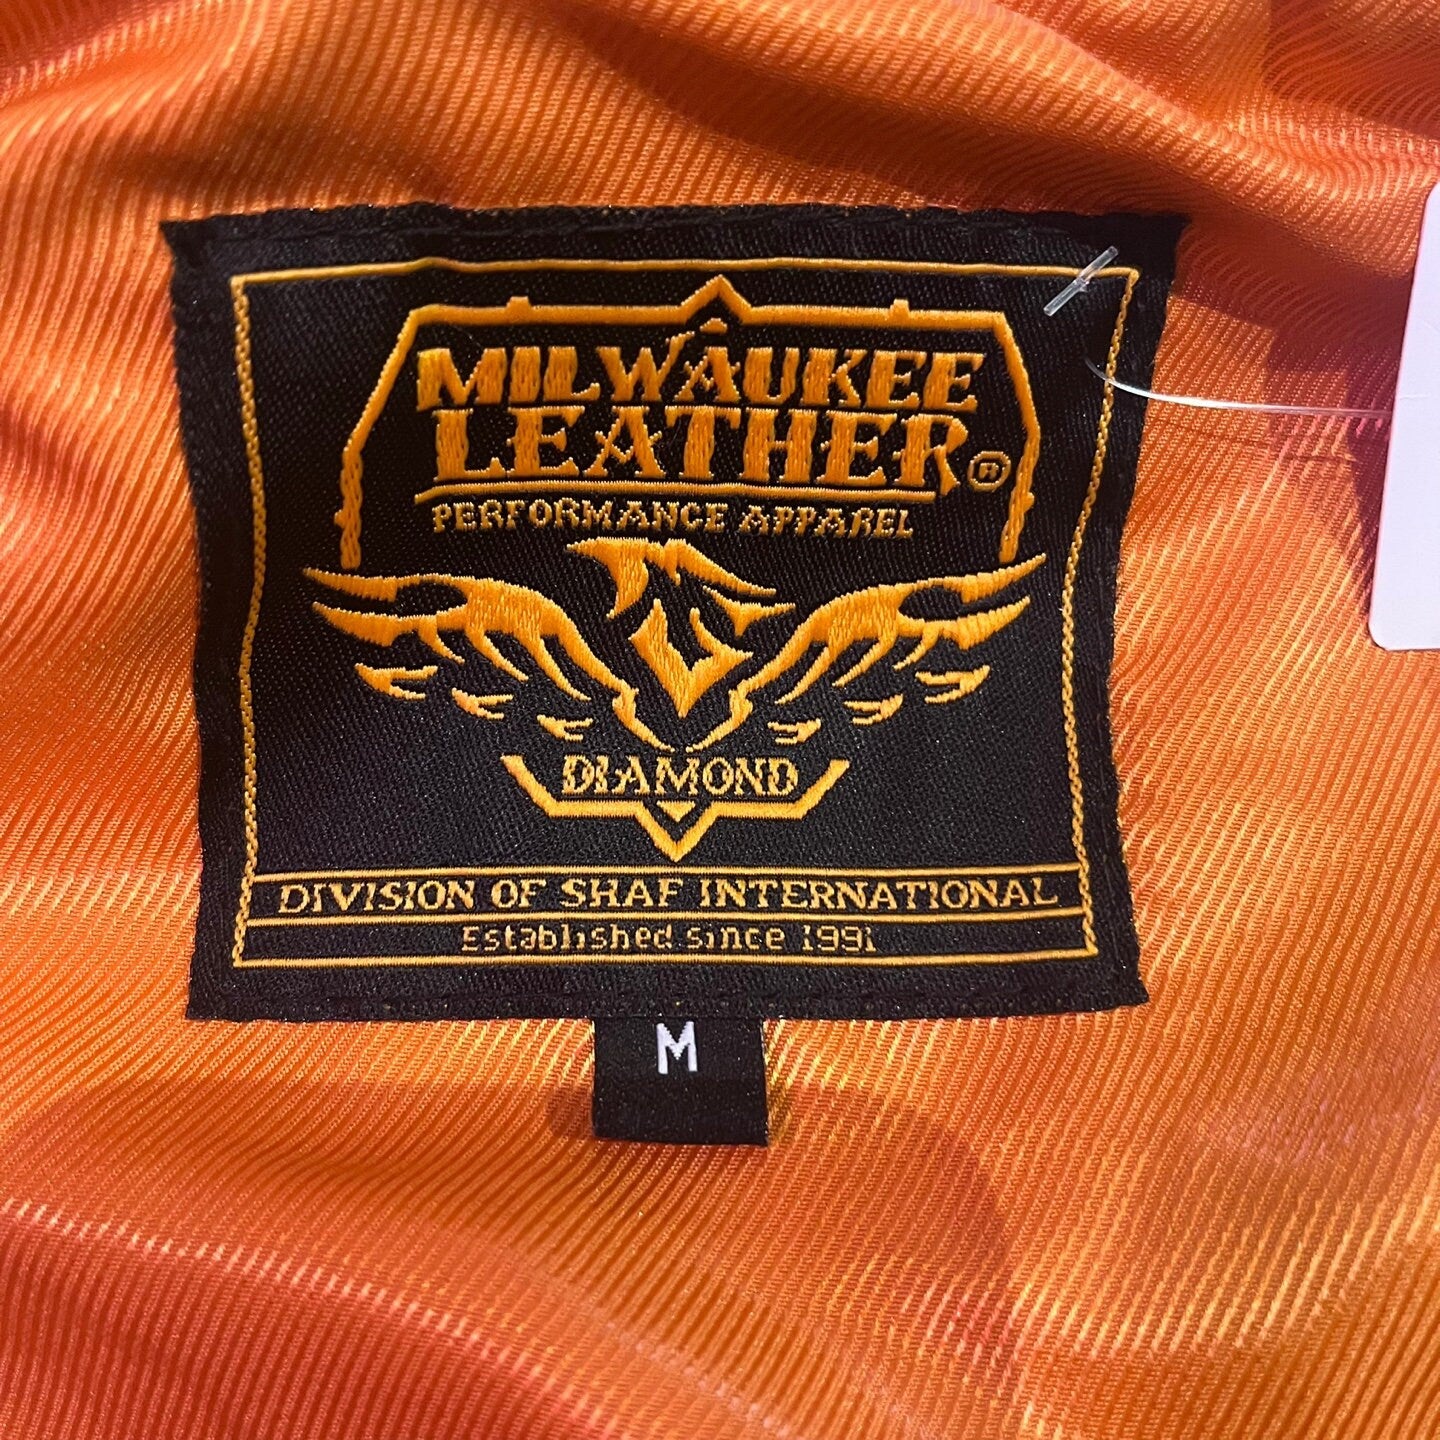 MILWAUKEE
LEATHER®
PERFORMANCE APPAREL
DIAMOND
DIVISION OF SHAF INTERNATIONAL
Established since 1991
M